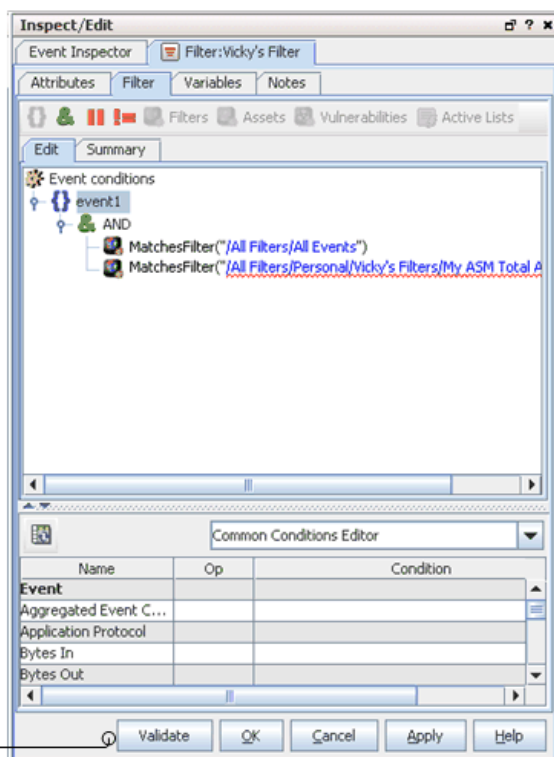 Inspect/Edit
Event Inspector Filter:Vicky's Filter
Attributes Filter Variables Notes
Filters Assets Vulnerabilities Active Lists
Edit Summary
Event conditions
event1
AND
MatchesFilter("/All Filters/All Events")
MatchesFilter("/All Filters/Personal/Vicky's Filters/My ASM Total A
Common Conditions Editor
Name Op Condition
Event
Aggregated Event C...
Application Protocol
Bytes In
Bytes Out
Validate OK Cancel Apply Help